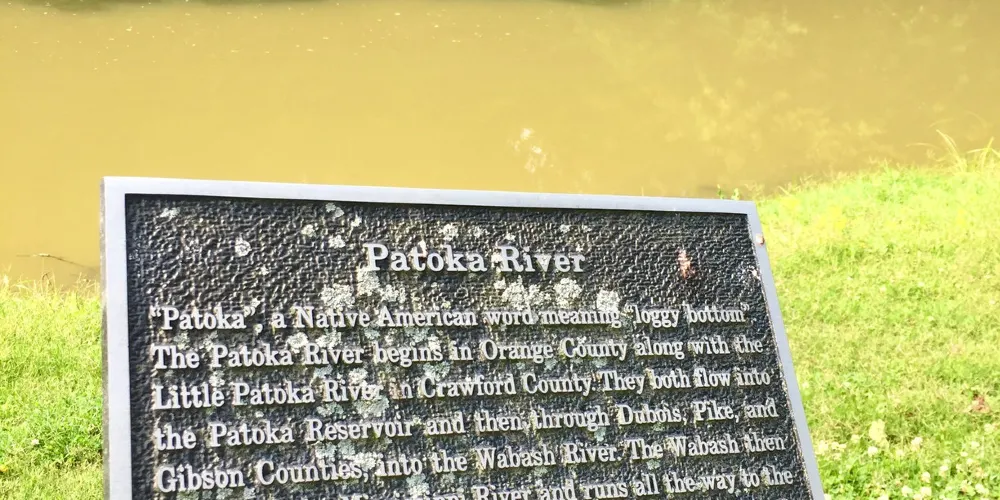 Patoka River
"Patoka", a Native American word meaning "loggy bottom"
The Patoka River begins in Orange County along with the
Little Patoka River in Crawford County. They both flow into
the Patoka Reservoir and then through Dubois, Pike, and
Gibson Counties, into the Wabash River. The Wabash then
River and runs all the way to the